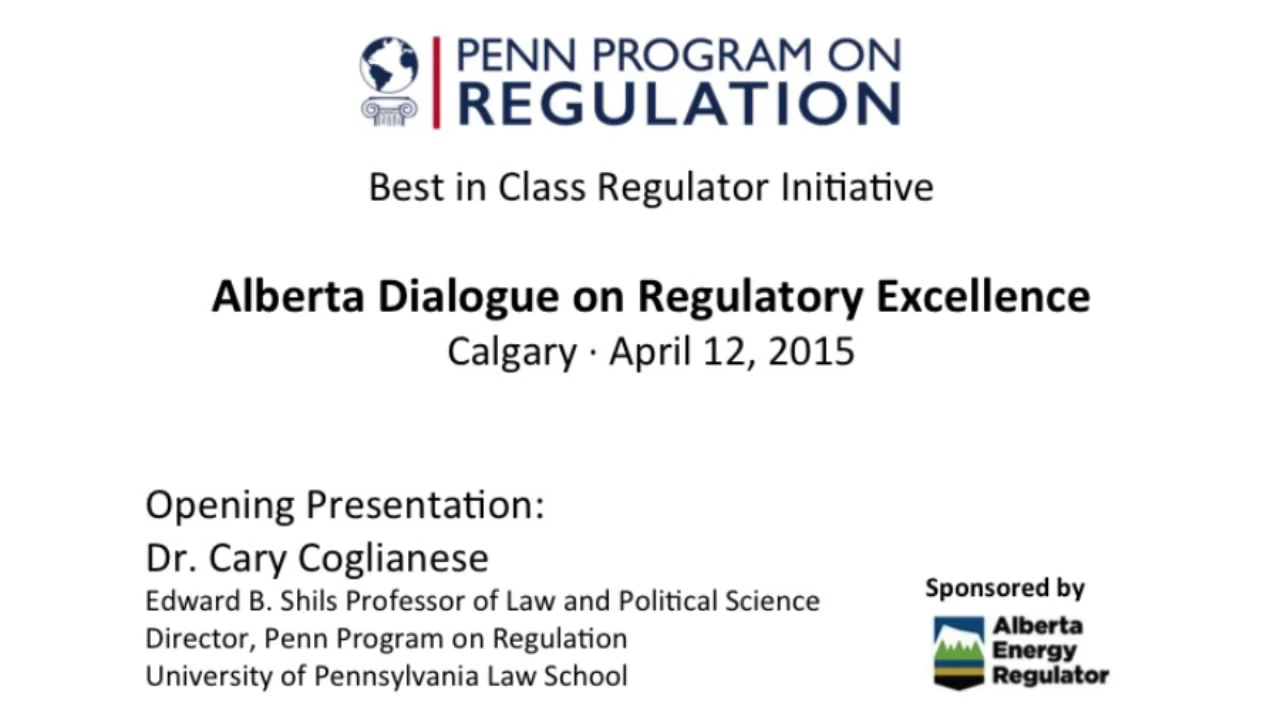 PENN PROGRAM ON
REGULATION
Best in Class Regulator Initiative
Alberta Dialogue on Regulatory Excellence
Calgary · April 12, 2015
Opening Presentation:
Dr. Cary Coglianese
Edward B. Shils Professor of Law and Political Science
Director, Penn Program on Regulation
University of Pennsylvania Law School
Sponsored by
Alberta
Energy
Regulator